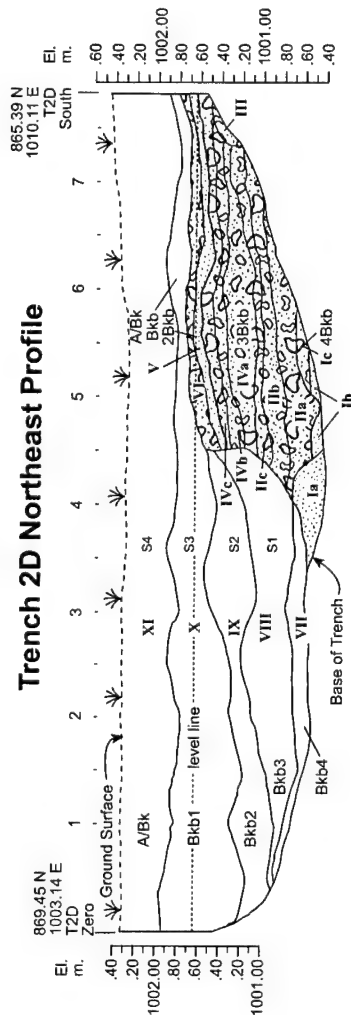 Trench 2D Northeast Profile
869.45 N
1003.14 E
T2D
Zero
865.39 N
1010.11 E
T2D
South
El.
m.
.40
.20
1002.00
.80
.60
.40
.20
1001.00
El.
m.
.60
.40
.20
1002.00
.80
.60
.40
.20
1001.00
.80
.60
.40
Ground Surface
1
2
3
4
5
6
7
A/Bk
XI
S4
A/Bk
Bkb
2Bkb
V
Bkb1
level line
X
S3
VI
Bkb2
IX
S2
IVc
IVb
IVa
3Bkb
III
Bkb3
VIII
S1
IIc
IIb
IIa
Bkb4
VII
Ia
Ib
Ic
4Bkb
Base of Trench